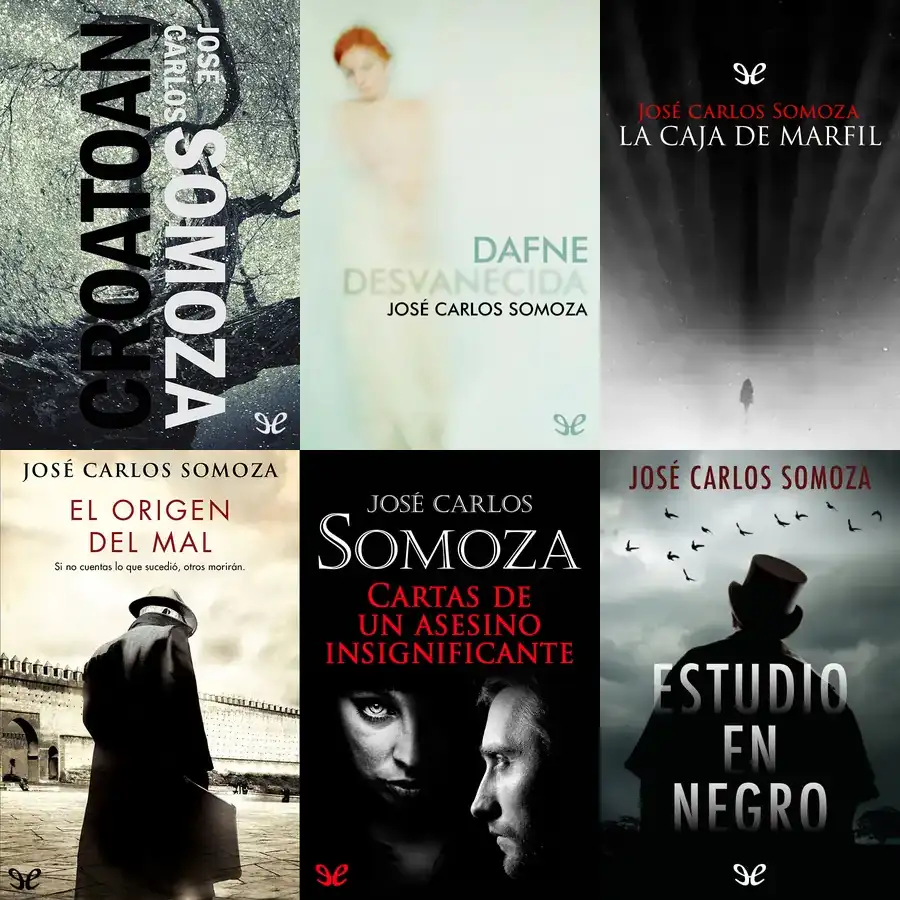 CROATOAN
JOSÉ
CARLOS
SOMOZA
DAFNE
DESVANECIDA
JOSÉ CARLOS SOMOZA
JOSÉ CARLOS SOMOZA
LA CAJA DE MARFIL
JOSÉ CARLOS SOMOZA
EL ORIGEN
DEL MAL
Si no cuentas lo que sucedió, otros morirán.
JOSÉ CARLOS
SOMOZA
CARTAS DE
UN ASESINO
INSIGNIFICANTE
JOSÉ CARLOS SOMOZA
ESTUDIO
EN
NEGRO